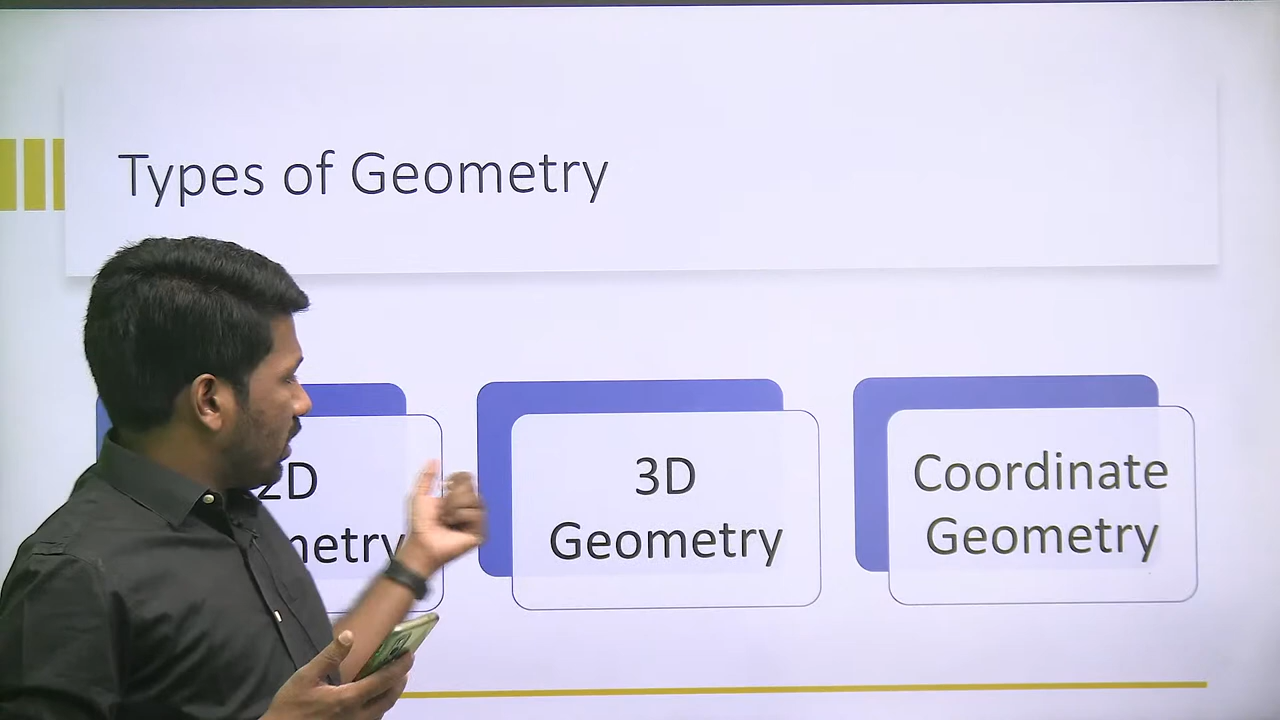 Types of Geometry
2D
3D
Geometry
Coordinate
Geometry